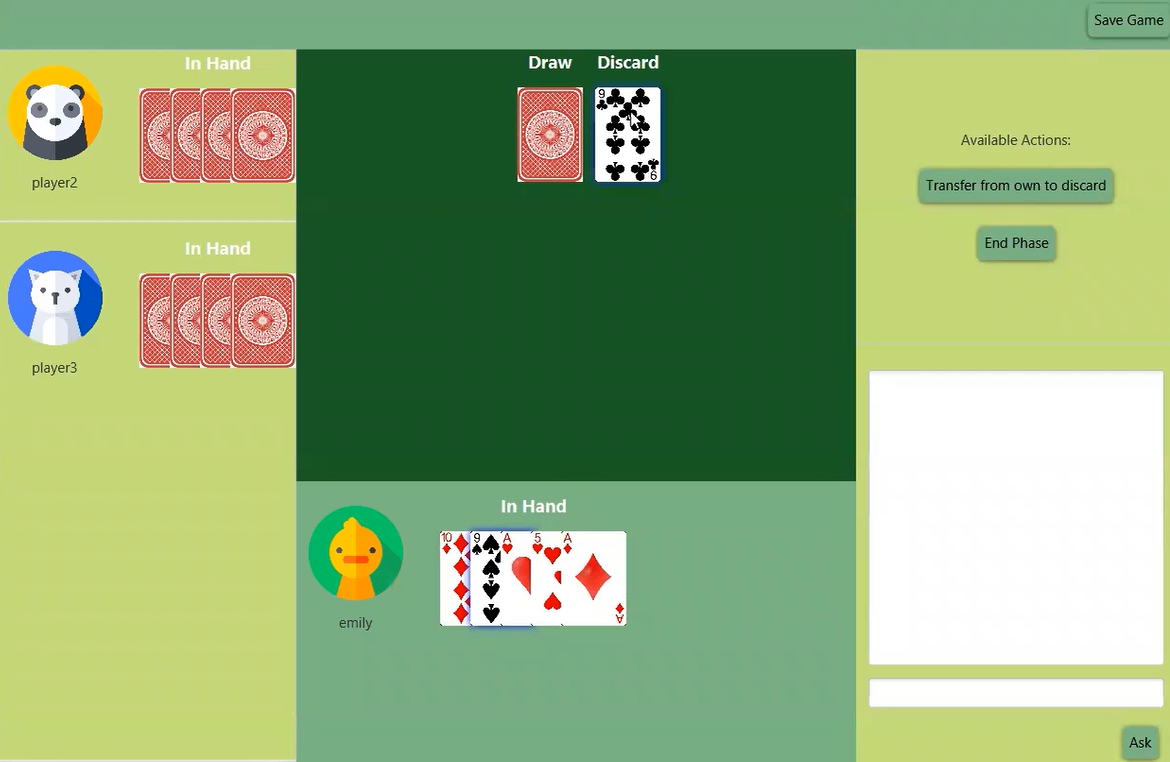 Save Game
In Hand
player2
In Hand
player3
Draw
Discard
9
9
Available Actions:
Transfer from own to discard
End Phase
In Hand
10
9
A
5
A
A
emily
Ask